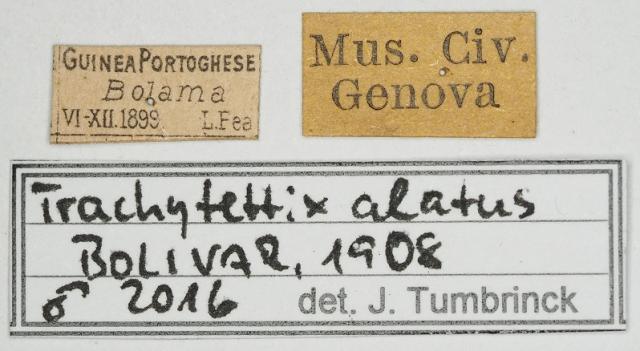 GUINEA PORTOGHESE
Bolama
VI-XII.1899 L.Fea
Mus. Civ.
Genova
Trachytettix alatus
BOLIVAR, 1908
♂ 2016 det. J. Tumbrinck